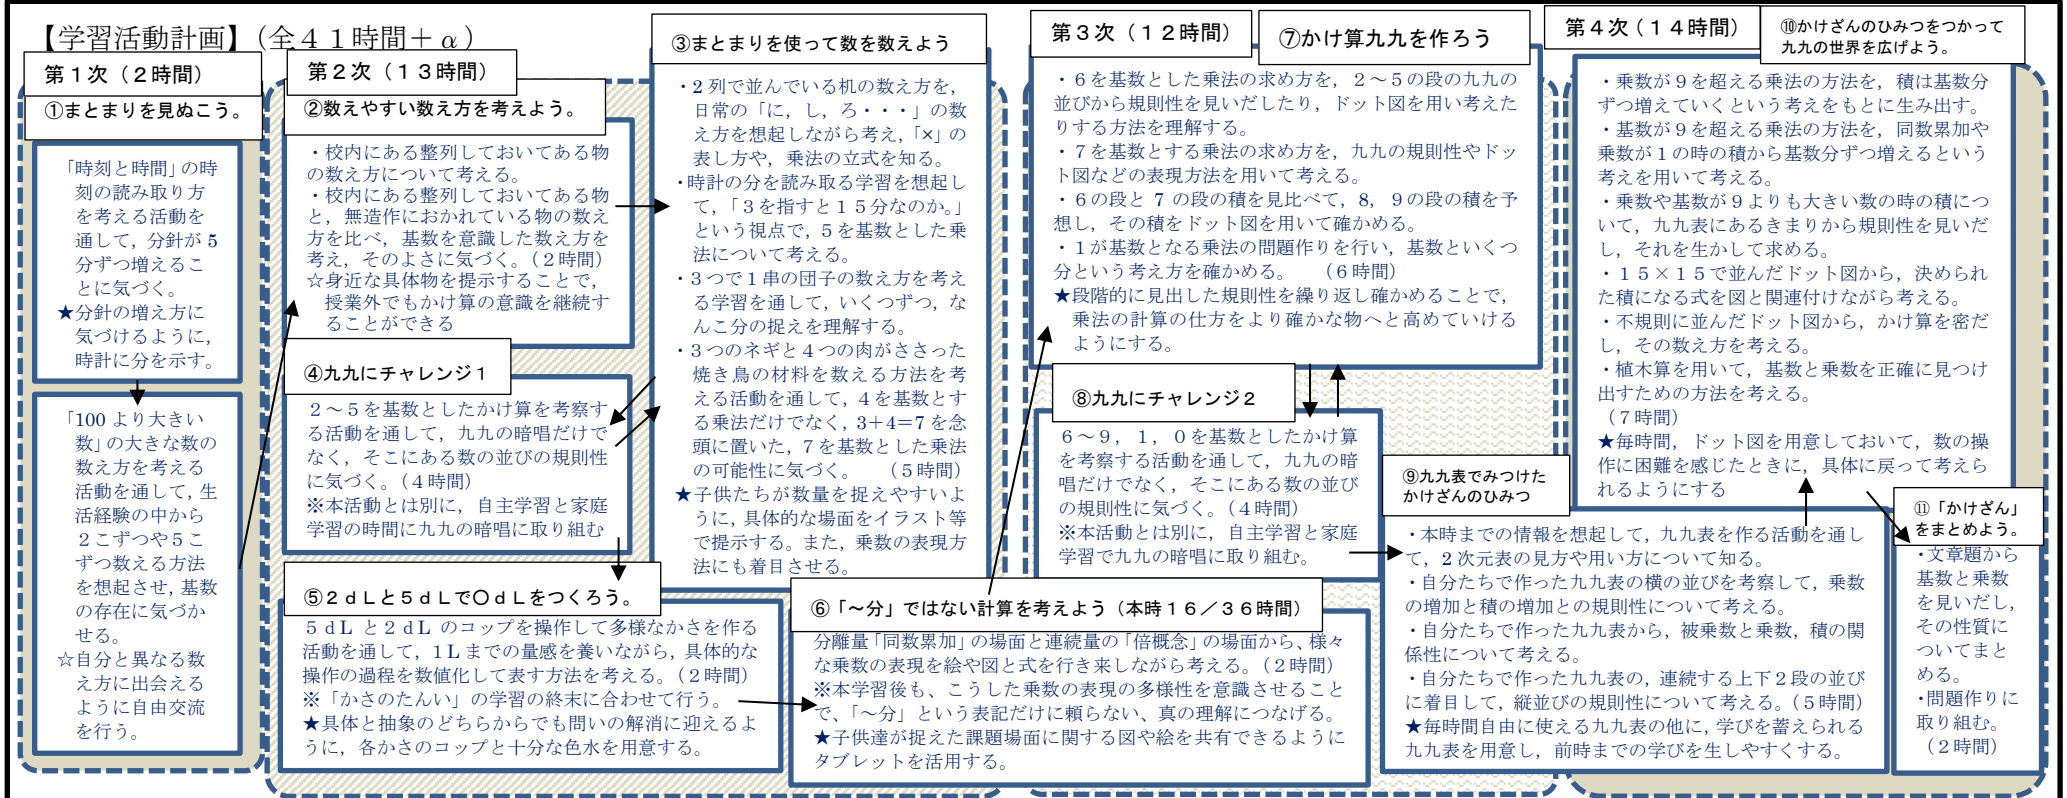 【学習活動計画】（全４１時間＋α）
第１次（２時間）
①まとまりを見ぬこう。
「時刻と時間」の時
刻の読み取り方
を考える活動を
通して，分針が 5
分ずつ増えるこ
とに気づく。
★分針の増え方に
気づけるように，
時計に分を示す。
「100 より大きい
数」の大きな数の
数え方を考える
活動を通して，生
活経験の中から
２こずつや５こ
ずつ数える方法
を想起させ，基数
の存在に気づか
せる。
☆自分と異なる数
え方に出会える
ように自由交流
を行う。
第２次（１３時間）
②数えやすい数え方を考えよう。
・校内にある整列しておいてある物
の数え方について考える。
・校内にある整列しておいてある物
と，無造作におかれている物の数え
方を比べ，基数を意識した数え方を
考え，そのよさに気づく。（２時間）
☆身近な具体物を提示することで，
授業外でもかけ算の意識を継続す
ることができる
③まとまりを使って数を数えよう
・2 列で並んでいる机の数え方を，
日常の「に，し，ろ・・・」の数
え方を想起しながら考え，「×」の
表し方や，乗法の立式を知る。
・時計の分を読み取る学習を想起し
て，「３を指すと１５分なのか。」
という視点で，５を基数とした乗
法について考える。
・３つで１串の団子の数え方を考え
る学習を通して，いくつずつ，な
んこ分の捉えを理解する。
・３つのネギと４つの肉がささった
焼き鳥の材料を数える方法を考
える活動を通して，４を基数とす
る乗法だけでなく，3+4=7 を念
頭に置いた，７を基数とした乗法
の可能性に気づく。　（５時間）
★子供たちが数量を捉えやすいよ
うに，具体的な場面をイラスト等
で提示する。また，乗数の表現方
法にも着目させる。
④九九にチャレンジ１
２～５を基数としたかけ算を考察す
る活動を通して，九九の暗唱だけで
なく，そこにある数の並びの規則性
に気づく。（４時間）
※本活動とは別に，自主学習と家庭
学習の時間に九九の暗唱に取り組む
⑤２ｄＬと５ｄＬで〇ｄＬをつくろう。
５ｄL と２ｄL のコップを操作して多様なかさを作る
活動を通して，１L までの量感を養いながら，具体的な
操作の過程を数値化して表す方法を考える。（２時間）
※「かさのたんい」の学習の終末に合わせて行う。
★具体と抽象のどちらからでも問いの解消に迎えるよ
うに，各かさのコップと十分な色水を用意する。
⑥「～分」ではない計算を考えよう（本時１６／３６時間）
分離量「同数累加」の場面と連続量の「倍概念」の場面から、様々
な乗数の表現を絵や図と式を行き来しながら考える。（２時間）
※本学習後も、こうした乗数の表現の多様性を意識させること
で、「～分」という表記だけに頼らない、真の理解につなげる。
★子供達が捉えた課題場面に関する図や絵を共有できるように
タブレットを活用する。
第３次（１２時間）
⑦かけ算九九を作ろう
・６を基数とした乗法の求め方を，２～５の段の九九の
並びから規則性を見いだしたり，ドット図を用い考えた
りする方法を理解する。
・７を基数とする乗法の求め方を，九九の規則性やドッ
ト図などの表現方法を用いて考える。
・６の段と 7 の段の積を見比べて，8，９の段の積を予
想し，その積をドット図を用いて確かめる。
・１が基数となる乗法の問題作りを行い，基数といくつ
分という考え方を確かめる。　（６時間）
★段階的に見出した規則性を繰り返し確かめることで，
乗法の計算の仕方をより確かな物へと高めていける
ようにする。
⑧九九にチャレンジ２
６～９，１，０を基数としたかけ算
を考察する活動を通して，九九の暗
唱だけでなく，そこにある数の並び
の規則性に気づく。（４時間）
※本活動とは別に，自主学習と家庭
学習で九九の暗唱に取り組む。
⑨九九表でみつけた
かけざんのひみつ
・本時までの情報を想起して，九九表を作る活動を通し
て，２次元表の見方や用い方について知る。
・自分たちで作った九九表の横の並びを考察して，乗数
の増加と積の増加との規則性について考える。
・自分たちで作った九九表から，被乗数と乗数，積の関
係性について考える。
・自分たちで作った九九表の，連続する上下２段の並び
に着目して，縦並びの規則性について考える。（５時間）
★毎時間自由に使える九九表の他に，学びを蓄えられる
九九表を用意し，前時までの学びを生しやすくする。
第４次（１４時間）
⑩かけざんのひみつをつかって
九九の世界を広げよう。
・乗数が９を超える乗法の方法を，積は基数分
ずつ増えていくという考えをもとに生み出す。
・基数が９を超える乗法の方法を，同数累加や
乗数が１の時の積から基数分ずつ増えるという
考えを用いて考える。
・乗数や基数が９よりも大きい数の時の積につ
いて，九九表にあるきまりから規則性を見いだ
し，それを生かして求める。
・１５×１５で並んだドット図から，決められ
た積になる式を図と関連付けながら考える。
・不規則に並んだドット図から，かけ算を密だ
し，その数え方を考える。
・植木算を用いて，基数と乗数を正確に見つけ
出すための方法を考える。
（７時間）
★毎時間，ドット図を用意しておいて，数の操
作に困難を感じたときに，具体に戻って考えら
れるようにする
⑪「かけざん」
をまとめよう。
・文章題から
基数と乗数
を見いだし，
その性質に
ついてまと
める。
・問題作りに
取り組む。
（２時間）